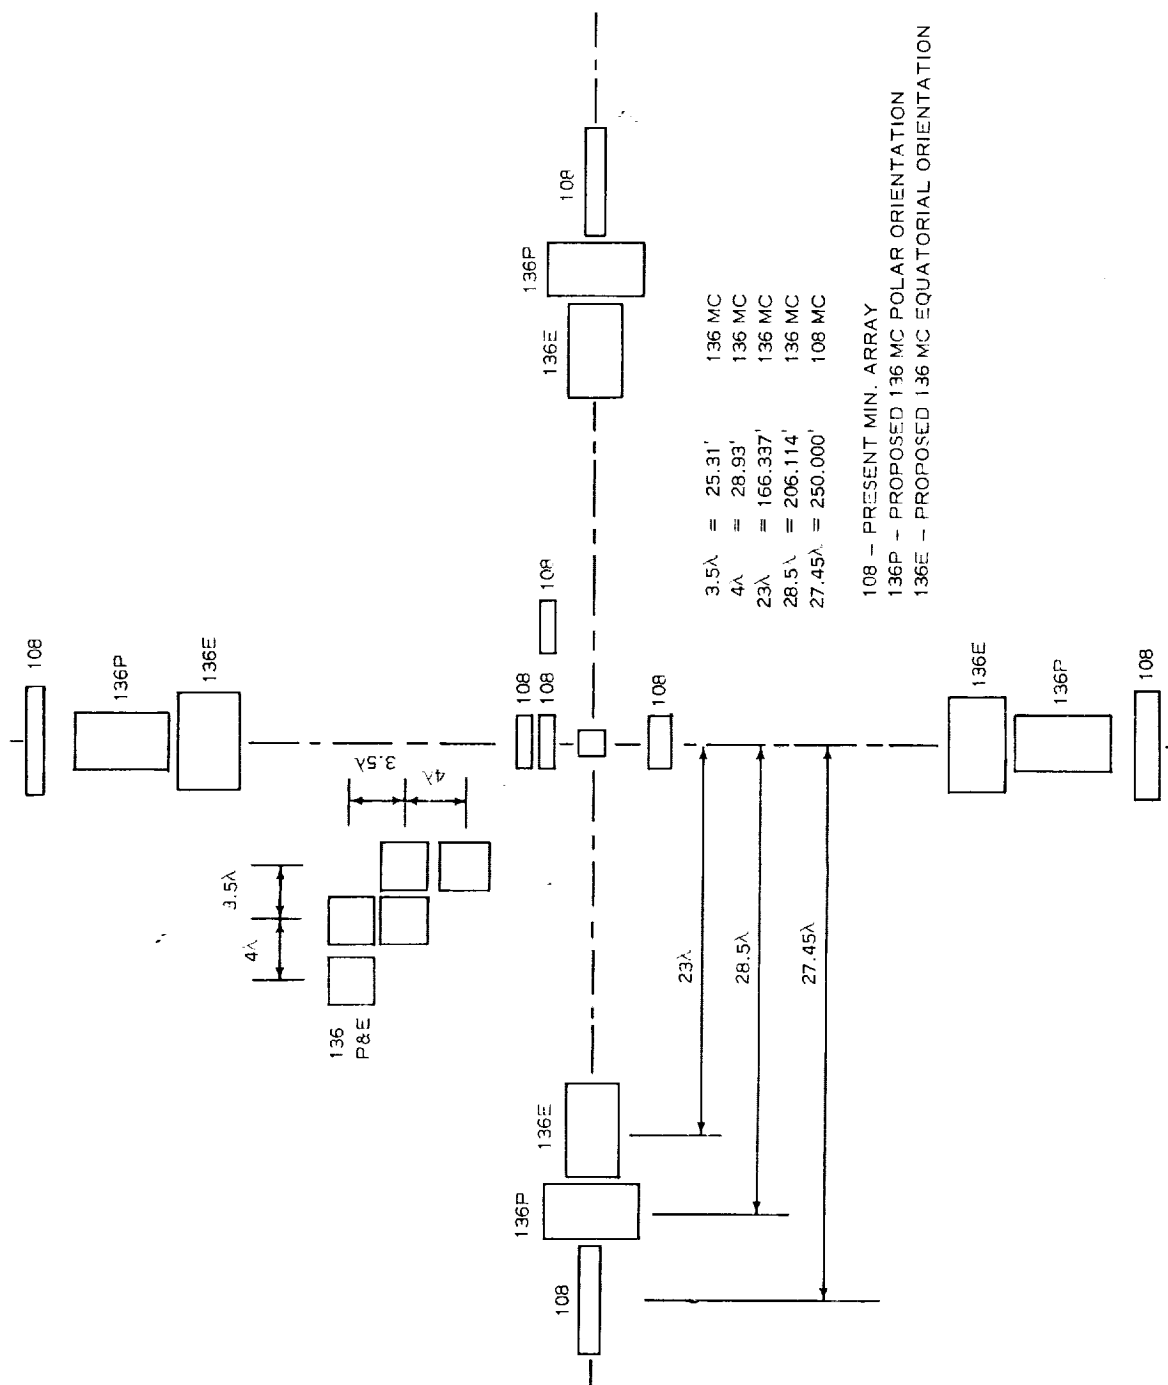 108
136P
136E
4λ
3.5λ
136
P&E
3.5λ
4λ
108
136P
136E
108
108
108
136E
136P
108
108
23λ
28.5λ
27.45λ
3.5λ = 25.31' 136 MC
4λ = 28.93' 136 MC
23λ = 166.337' 136 MC
28.5λ = 206.114' 136 MC
27.45λ = 250.000' 108 MC
108 – PRESENT MIN. ARRAY
136P – PROPOSED 136 MC POLAR ORIENTATION
136E – PROPOSED 136 MC EQUATORIAL ORIENTATION
136E
136P
108